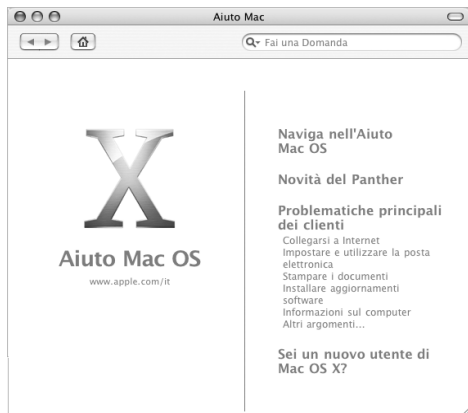 Aiuto Mac
Fai una Domanda
X
Aiuto Mac OS
www.apple.com/it
Naviga nell'Aiuto
Mac OS
Novità del Panther
Problematiche principali
dei clienti
Collegarsi a Internet
Impostare e utilizzare la posta
elettronica
Stampare i documenti
Installare aggiornamenti
software
Informazioni sul computer
Altri argomenti...
Sei un nuovo utente di
Mac OS X?